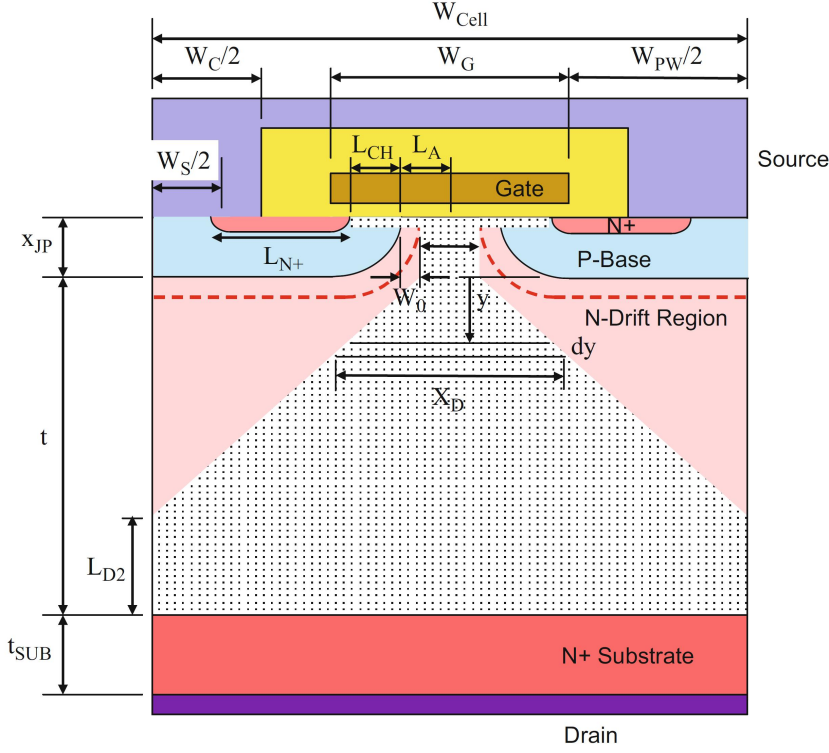 W_Cell
W_C/2
W_G
W_PW/2
L_CH
L_A
W_S/2
Source
Gate
x_JP
N+
L_N+
P-Base
W_0
y
N-Drift Region
dy
X_D
t
L_D2
t_SUB
N+ Substrate
Drain